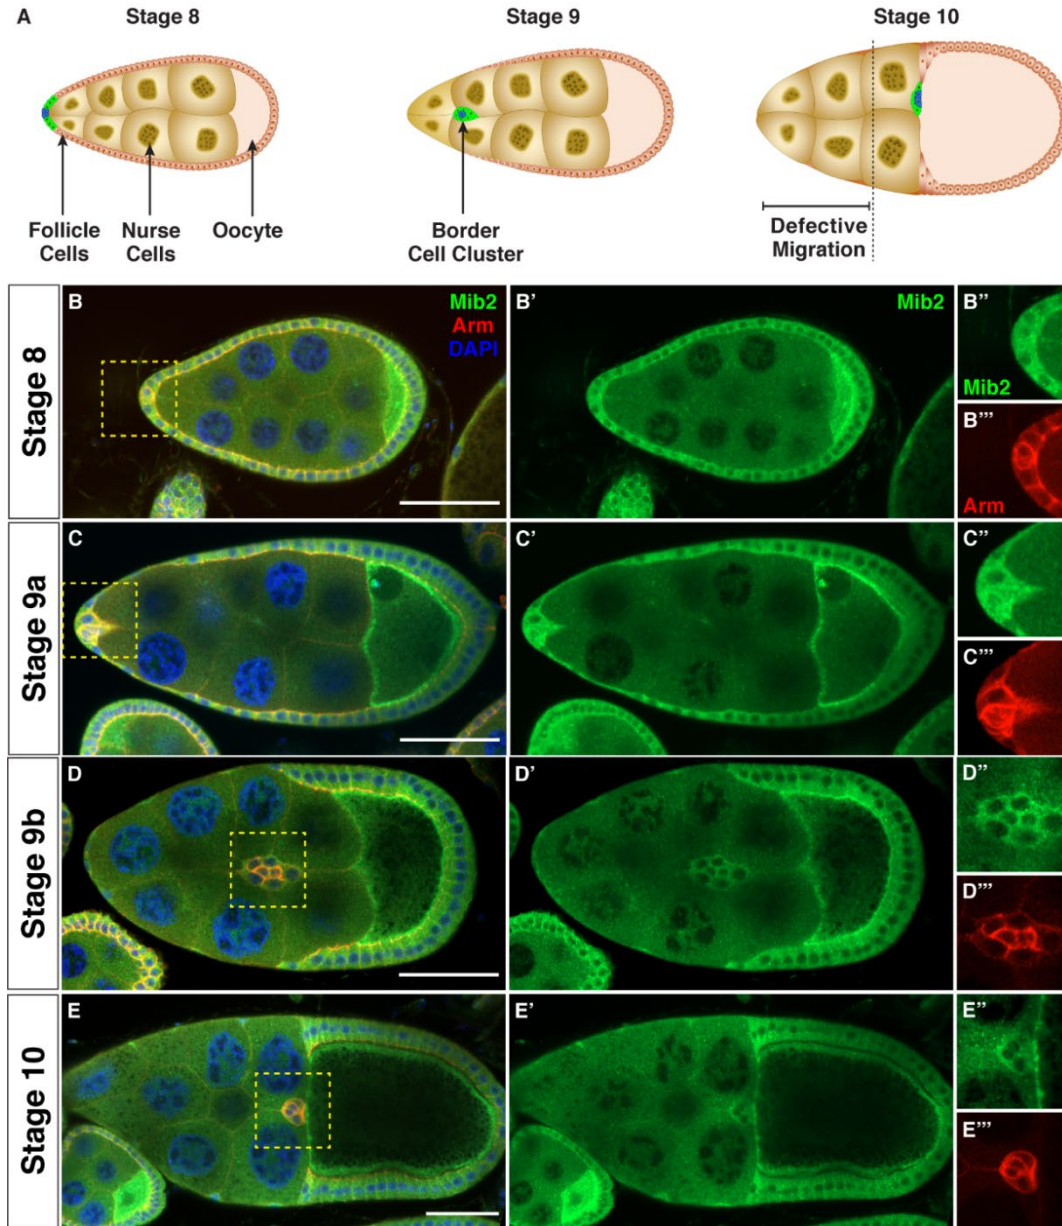 A
Stage 8
Stage 9
Stage 10
Follicle
Cells
Nurse
Cells
Oocyte
Border
Cell Cluster
Defective
Migration
Stage 8
B
Mib2
Arm
DAPI
B’
Mib2
B’’
Mib2
B’’’
Arm
Stage 9a
C
C’
C’’
C’’’
Stage 9b
D
D’
D’’
D’’’
Stage 10
E
E’
E’’
E’’’